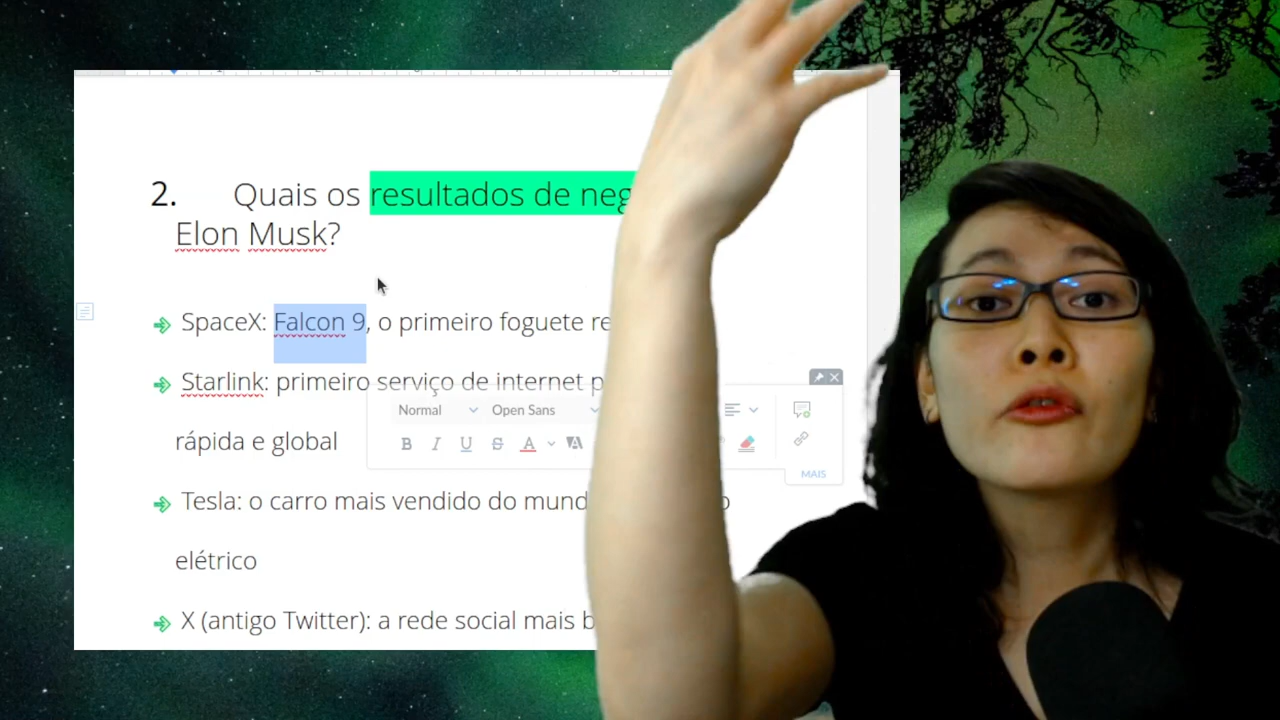 2. Quais os resultados de neg
Elon Musk?
SpaceX: Falcon 9, o primeiro foguete re
Starlink: primeiro serviço de internet p
Normal Open Sans
rápida e global
B I U S A
MAIS
Tesla: o carro mais vendido do mund o
elétrico
X (antigo Twitter): a rede social mais b